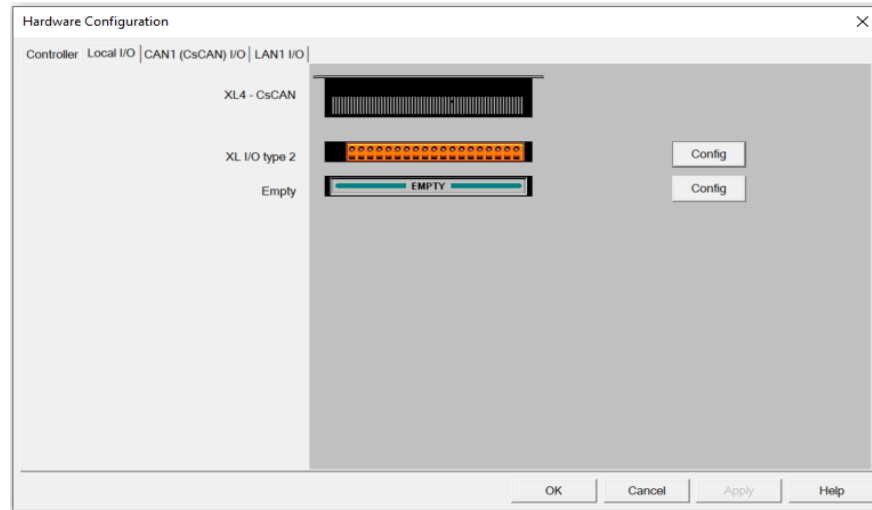 Hardware Configuration
Controller Local I/O CAN1 (CsCAN) I/O LAN1 I/O
XL4 - CsCAN
XL I/O type 2 Config
Empty EMPTY Config
OK Cancel Apply Help